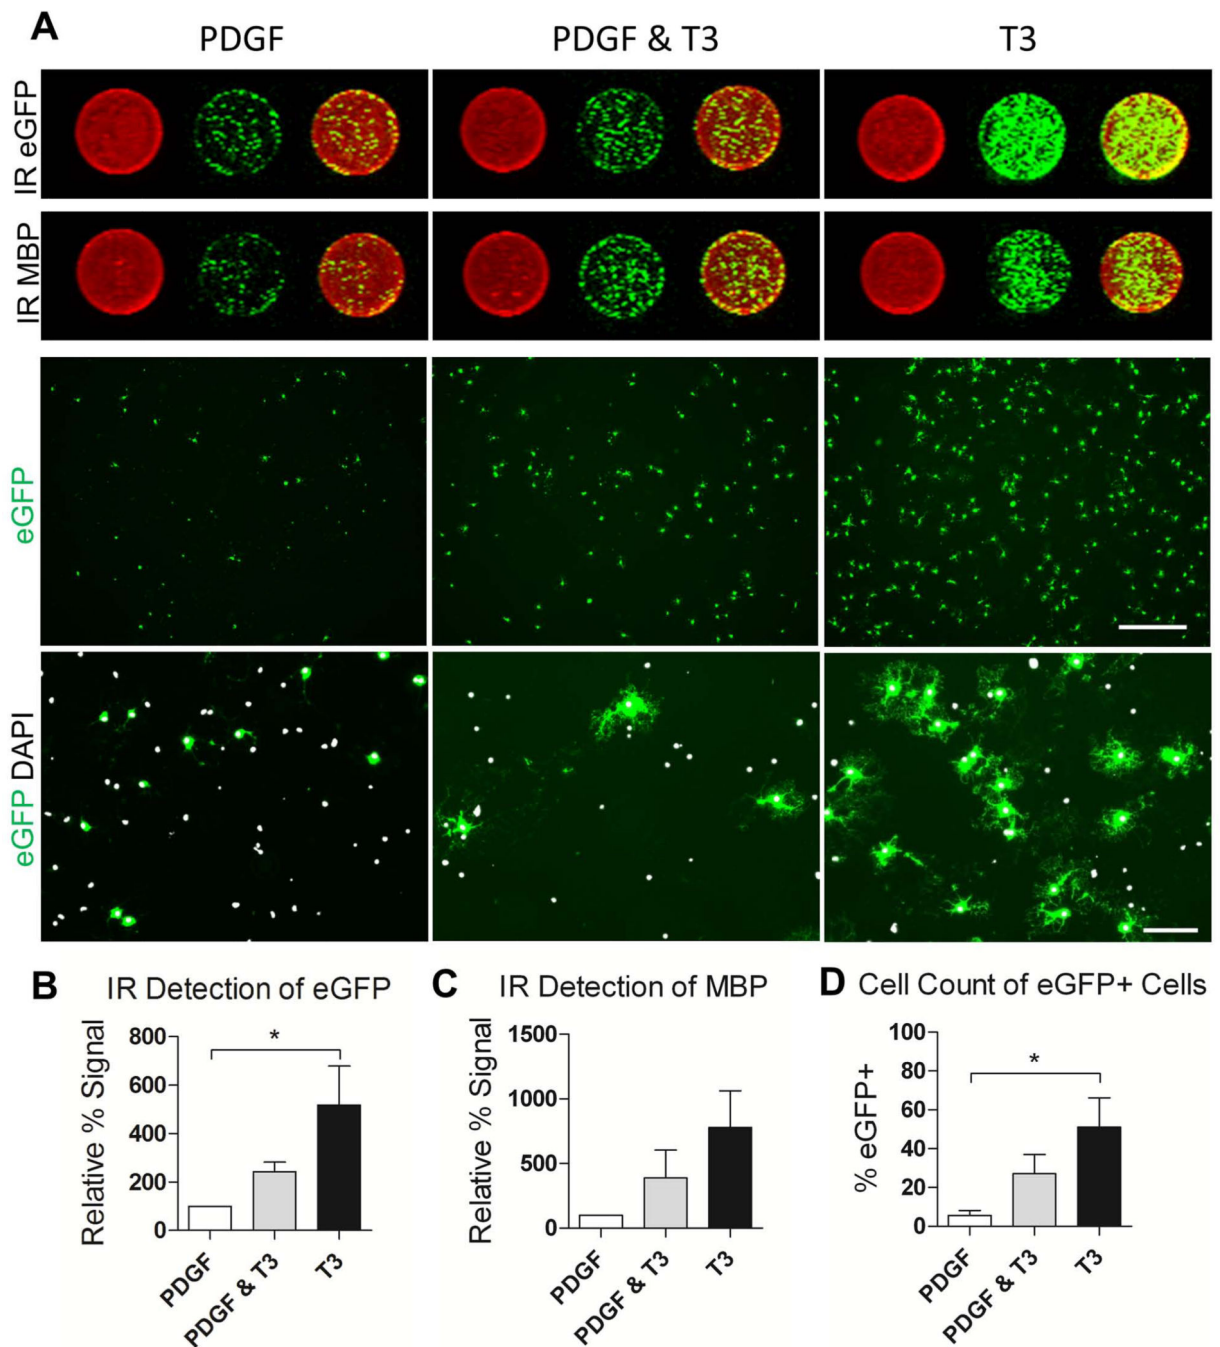 A
PDGF
PDGF & T3
T3
IR eGFP
IR MBP
eGFP
eGFP DAPI
B
IR Detection of eGFP
Relative % Signal
800
600
400
200
0
*
PDGF
PDGF & T3
T3
C
IR Detection of MBP
Relative % Signal
1500
1000
500
0
PDGF
PDGF & T3
T3
D
Cell Count of eGFP+ Cells
% eGFP+
100
80
60
40
20
0
*
PDGF
PDGF & T3
T3